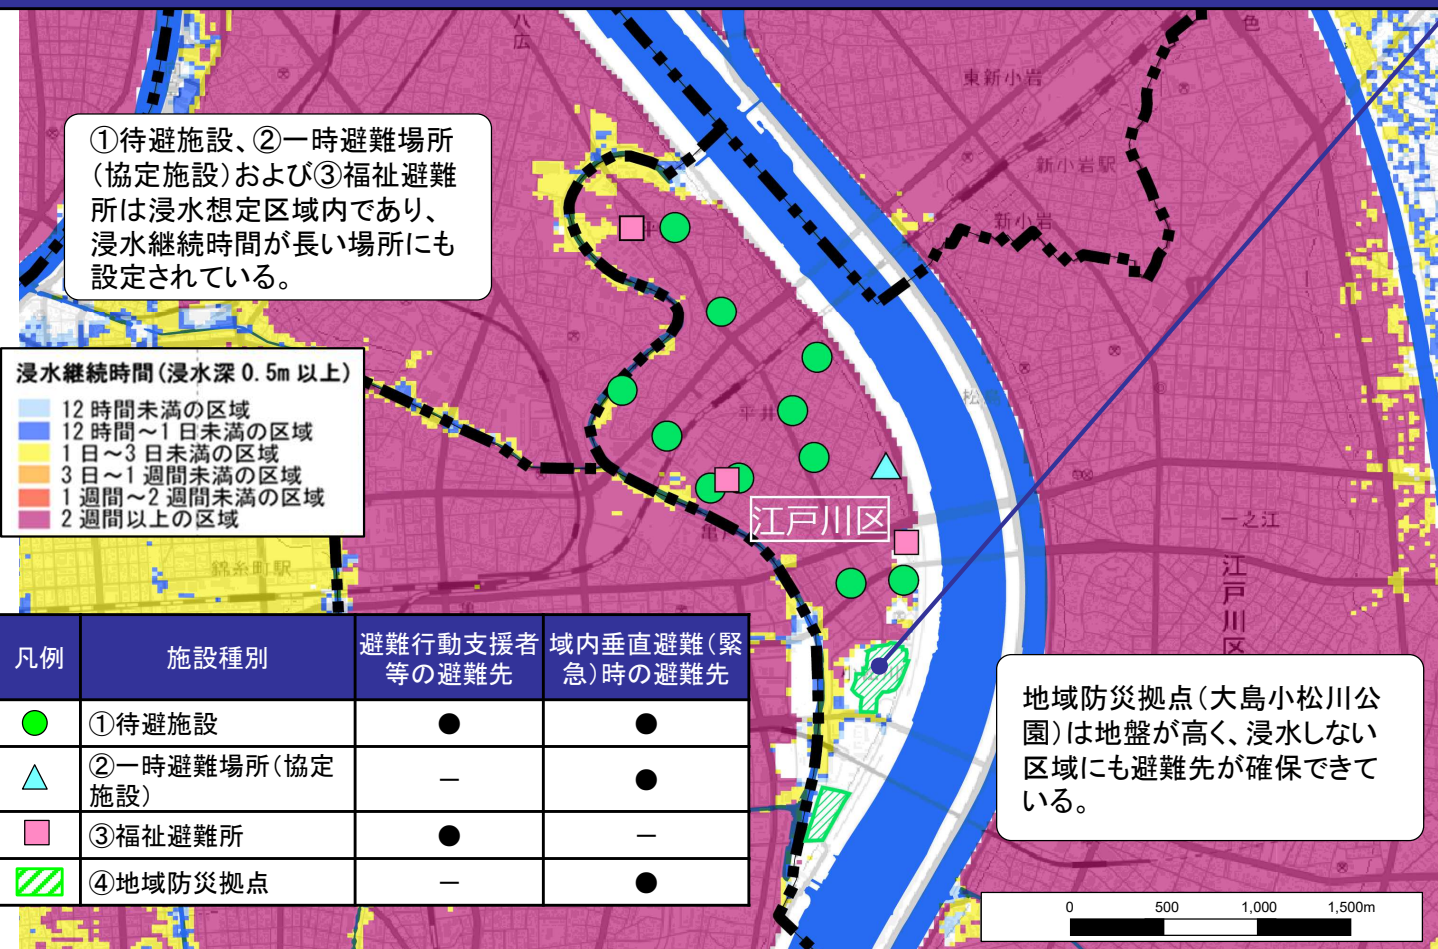 八広
色
東新小岩
新小岩駅
新小岩
①待避施設、②一時避難場所
(協定施設)および③福祉避難
所は浸水想定区域内であり、
浸水継続時間が長い場所にも
設定されている。
浸水継続時間(浸水深 0.5m 以上)
12 時間未満の区域
12 時間～1 日未満の区域
1 日～3 日未満の区域
3 日～1 週間未満の区域
1 週間～2 週間未満の区域
2 週間以上の区域
平井
江戸川区
錦糸町駅
一之江
江戸川区
凡例
施設種別
避難行動支援者
等の避難先
域内垂直避難(緊
急)時の避難先
①待避施設
●
●
②一時避難場所(協定
施設)
－
●
③福祉避難所
●
－
④地域防災拠点
－
●
地域防災拠点(大島小松川公
園)は地盤が高く、浸水しない
区域にも避難先が確保できて
いる。
0 500 1,000 1,500m